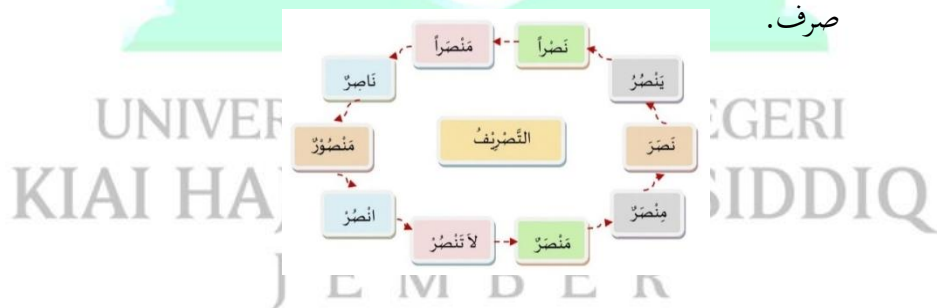 صرف.
نَصْراً
مَنْصَراً
يَنْصُرُ
نَاصِرٌ
نَصَرَ
التَّصْرِيْفُ
مَنْصُوْرٌ
مِنْصَرٌ
انْصُرْ
مَنْصَرٌ
لاَ تَنْصُرْ
UNIVER EGERI
KIAI HA SIDDIQ
J E M B E R